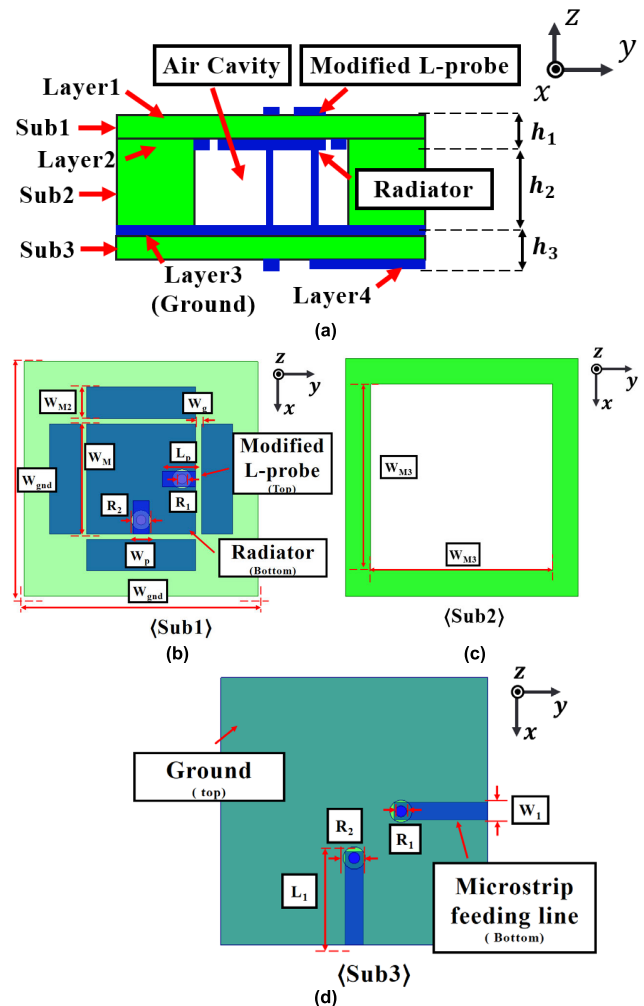 z
y
x
Air Cavity
Modified L-probe
Layer1
Sub1
Layer2
Sub2
Sub3
Radiator
h1
h2
h3
Layer3
(Ground)
Layer4
(a)
z
y
x
WM2
Wg
WM
Lp
Wgnd
R1
R2
Wp
Wgnd
Modified
L-probe
(Top)
Radiator
(Bottom)
⟨Sub1⟩
(b)
z
y
x
WM3
WM3
⟨Sub2⟩
(c)
z
y
x
Ground
( top)
W1
R2
R1
L1
Microstrip
feeding line
( Bottom)
⟨Sub3⟩
(d)